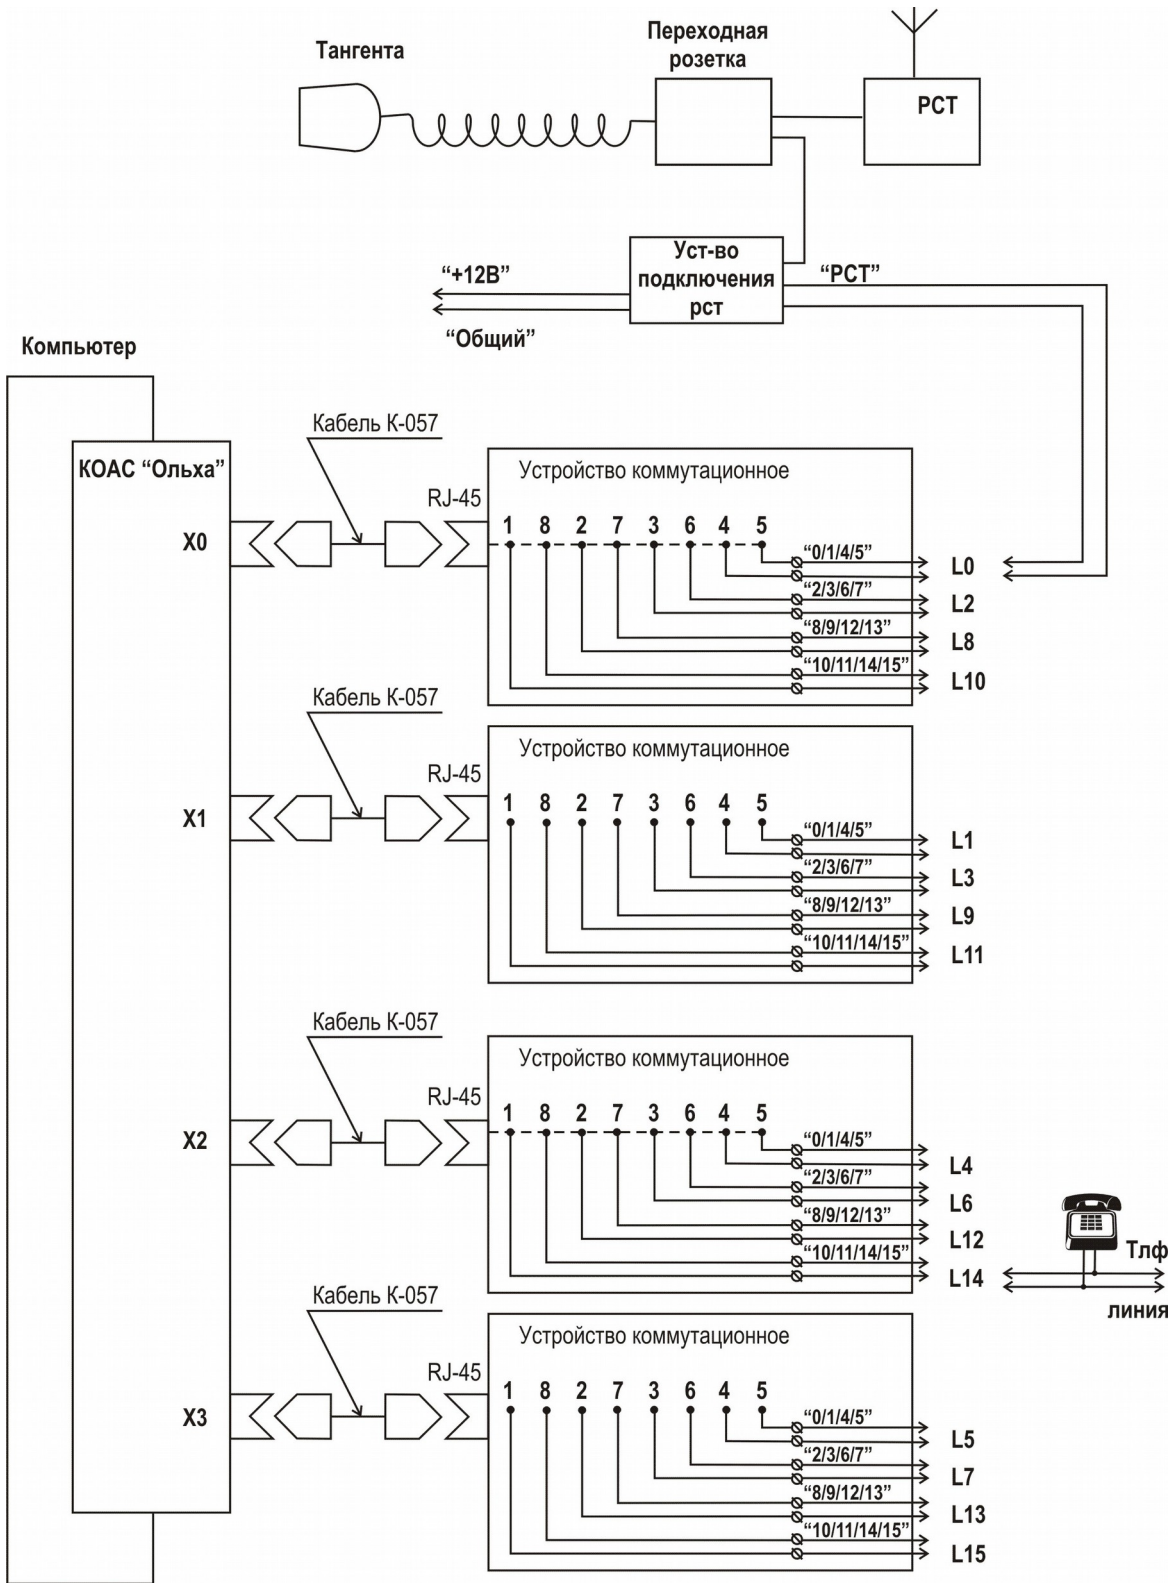 Тангента
Переходная
розетка
РСТ
Уст-во
подключения
рст
“+12В”
“Общий”
“РСТ”
Компьютер
КОАС “Ольха”
Кабель К-057
RJ-45
X0
Устройство коммутационное
1 8 2 7 3 6 4 5
“0/1/4/5”
L0
“2/3/6/7”
L2
“8/9/12/13”
L8
“10/11/14/15”
L10
Кабель К-057
RJ-45
X1
Устройство коммутационное
1 8 2 7 3 6 4 5
“0/1/4/5”
L1
“2/3/6/7”
L3
“8/9/12/13”
L9
“10/11/14/15”
L11
Кабель К-057
RJ-45
X2
Устройство коммутационное
1 8 2 7 3 6 4 5
“0/1/4/5”
L4
“2/3/6/7”
L6
“8/9/12/13”
L12
“10/11/14/15”
L14
Тлф
линия
Кабель К-057
RJ-45
X3
Устройство коммутационное
1 8 2 7 3 6 4 5
“0/1/4/5”
L5
“2/3/6/7”
L7
“8/9/12/13”
L13
“10/11/14/15”
L15